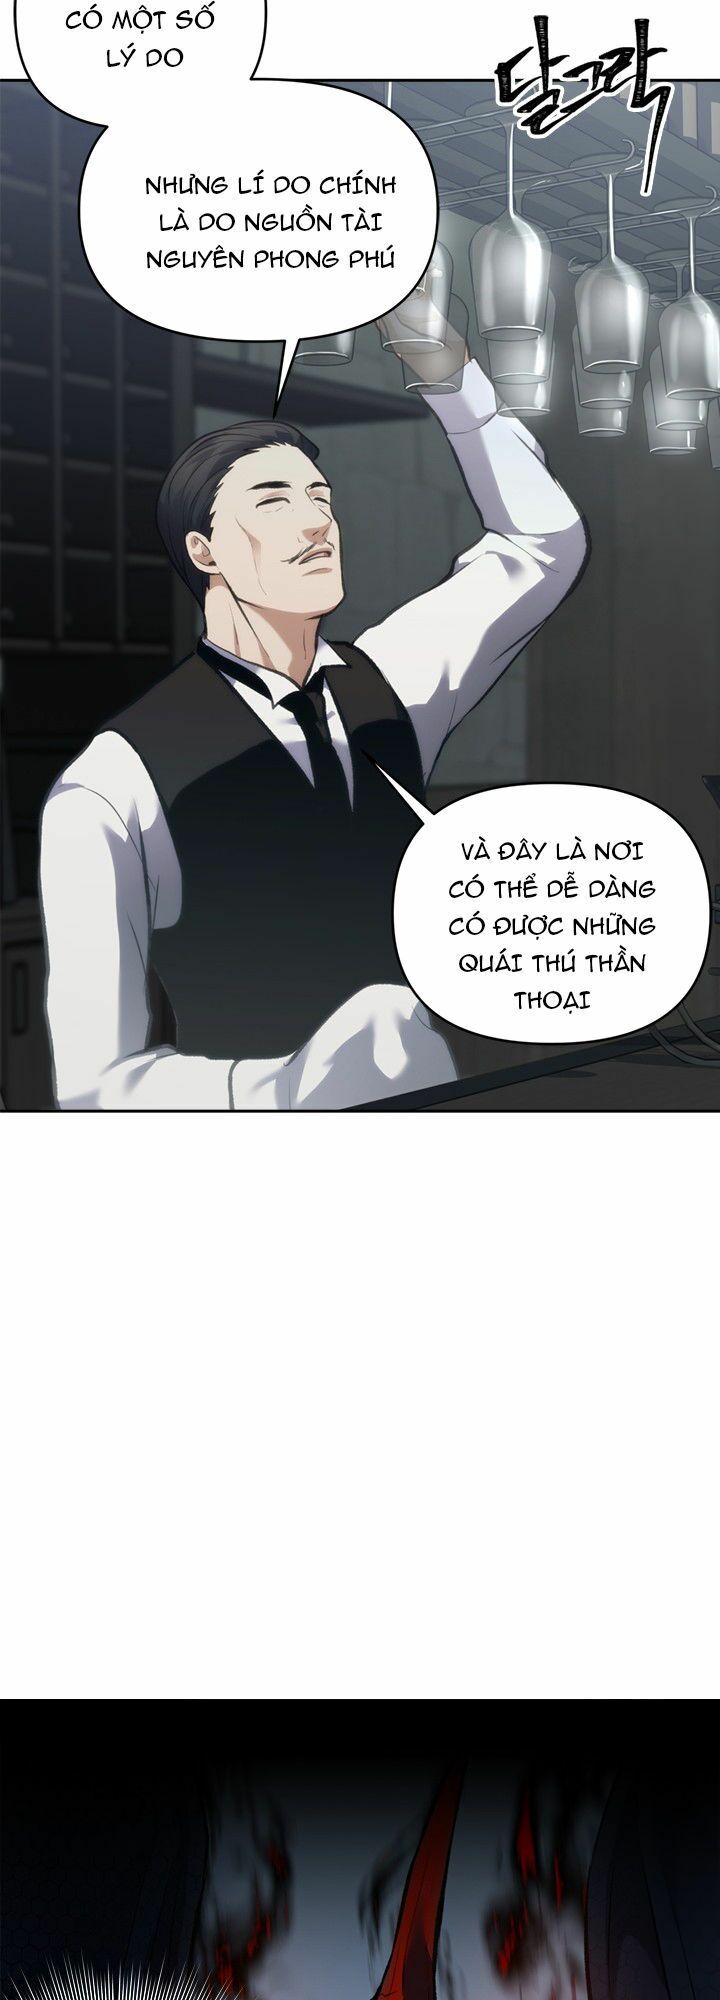 CÓ MỘT SỐ
LÝ DO
달그락
NHƯNG LÍ DO CHÍNH
LÀ DO NGUỒN TÀI
NGUYÊN PHONG PHÚ
VÀ ĐÂY LÀ NƠI
CÓ THỂ DỄ DÀNG
CÓ ĐƯỢC NHỮNG
QUÁI THÚ THẦN
THOẠI